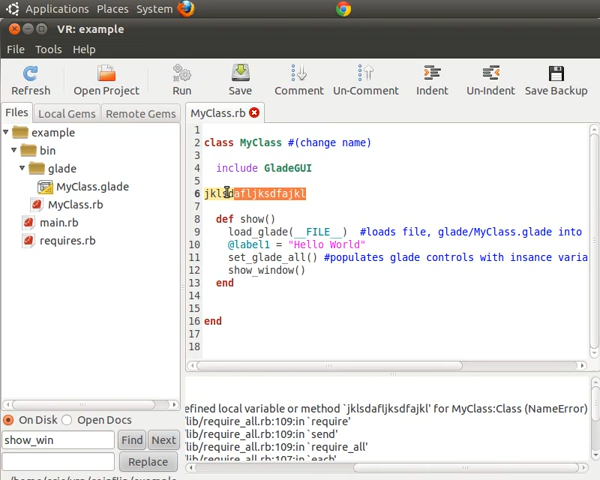 Applications Places System
VR: example
File Tools Help
Refresh Open Project Run Save Comment Un-Comment Indent Un-Indent Save Backup
Files Local Gems Remote Gems
example
bin
glade
MyClass.glade
MyClass.rb
main.rb
requires.rb
On Disk Open Docs
show_win Find Next
Replace
MyClass.rb
1
2 class MyClass #(change name)
3
4 include GladeGUI
5
6 jklsdafljksdfajkl
7
8 def show()
9 load_glade(__FILE__) #loads file, glade/MyClass.glade into
10 @label1 = "Hello World"
11 set_glade_all() #populates glade controls with insance varia
12 show_window()
13 end
14
15
16 end
17
18
efined local variable or method `jklsdafljksdfajkl' for MyClass:Class (NameError)
/lib/require_all.rb:109:in `require'
/lib/require_all.rb:109:in `send'
/lib/require_all.rb:109:in `require_all'
/lib/require_all.rb:107:in `each'